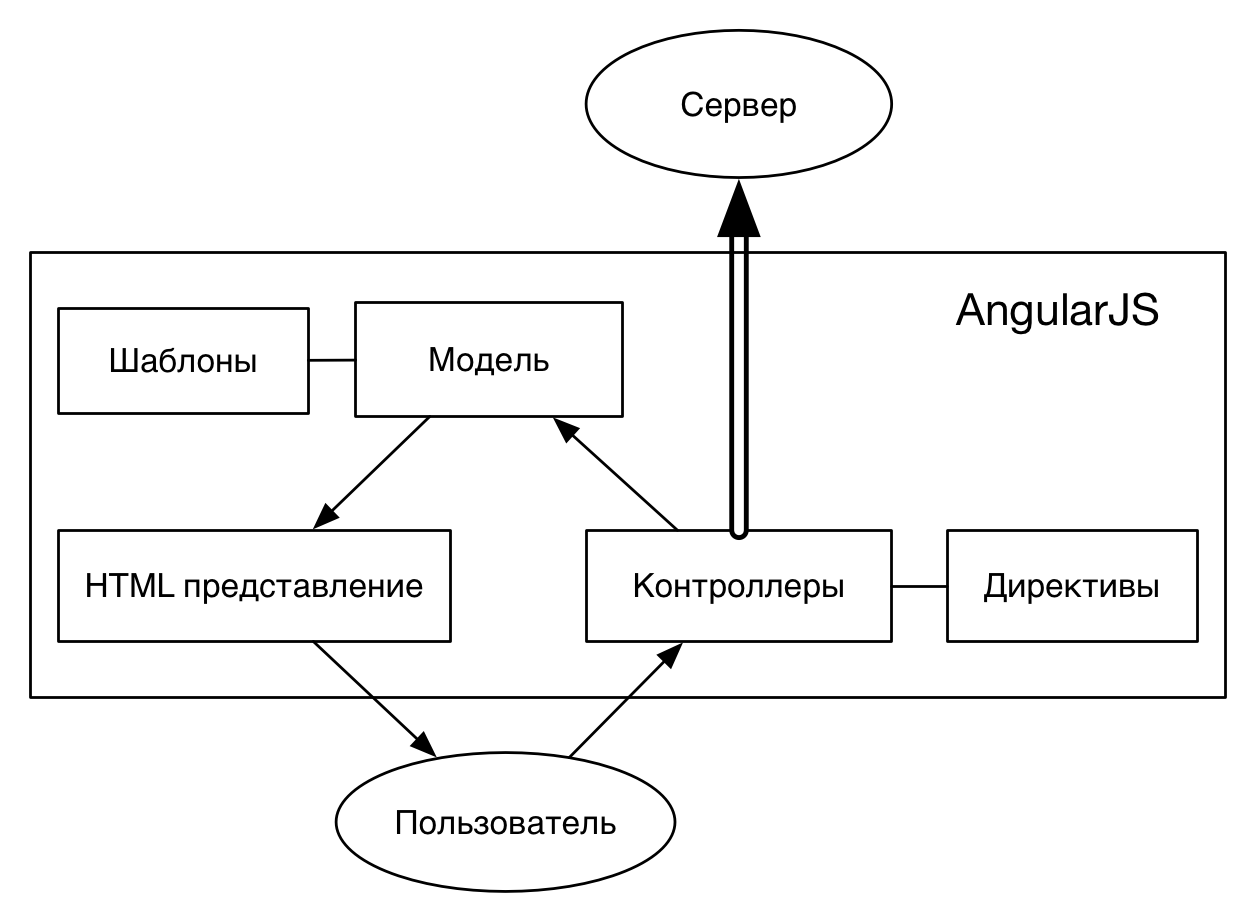 Сервер
AngularJS
Шаблоны
Модель
HTML представление
Контроллеры
Директивы
Пользователь